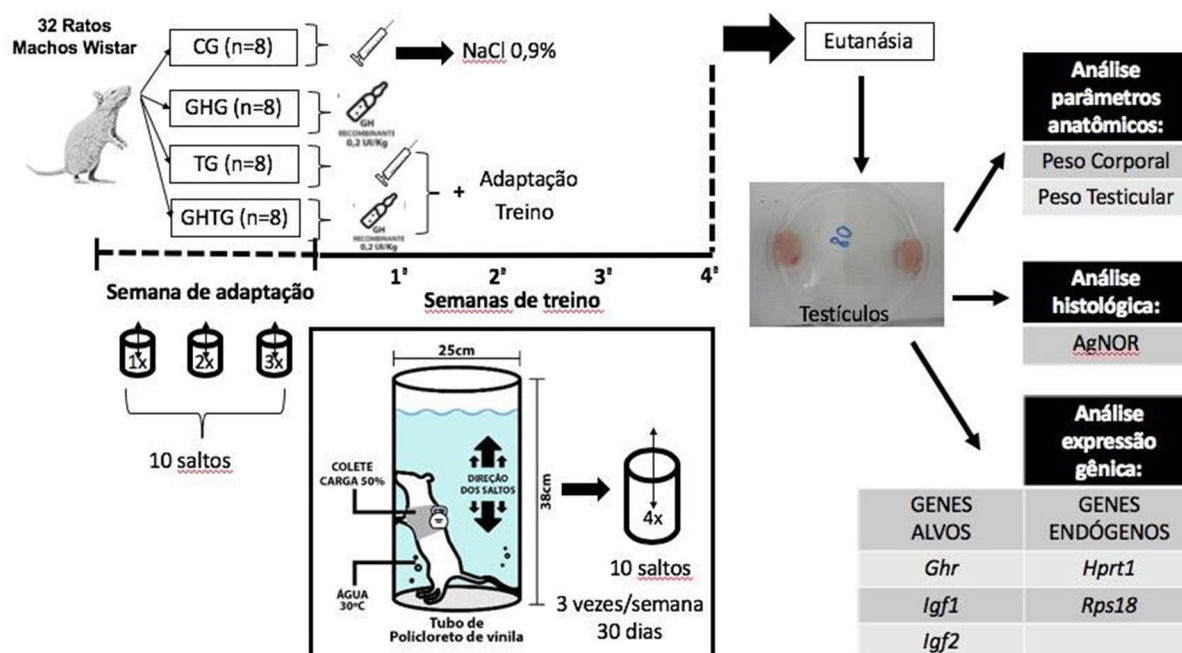 32 Ratos
Machos Wistar
CG (n=8)
NaCl 0,9%
GHG (n=8)
GH
RECOMBINANTE
0,2 UI/Kg
TG (n=8)
GHTG (n=8)
GH
RECOMBINANTE
0,2 UI/Kg
+
Adaptação
Treino
1ª
2ª
3ª
4ª
Semana de adaptação
Semanas de treino
1x
2x
3x
10 saltos
25cm
38cm
COLETE
CARGA 50%
DIREÇÃO
DOS SALTOS
ÁGUA
30ºC
Tubo de
Policloreto de vinila
4x
10 saltos
3 vezes/semana
30 dias
Eutanásia
80
Testículos
Análise
parâmetros
anatômicos:
Peso Corporal
Peso Testicular
Análise
histológica:
AgNOR
Análise
expressão
gênica:
GENES
ALVOS
GENES
ENDÓGENOS
Ghr
Hprt1
Igf1
Rps18
Igf2